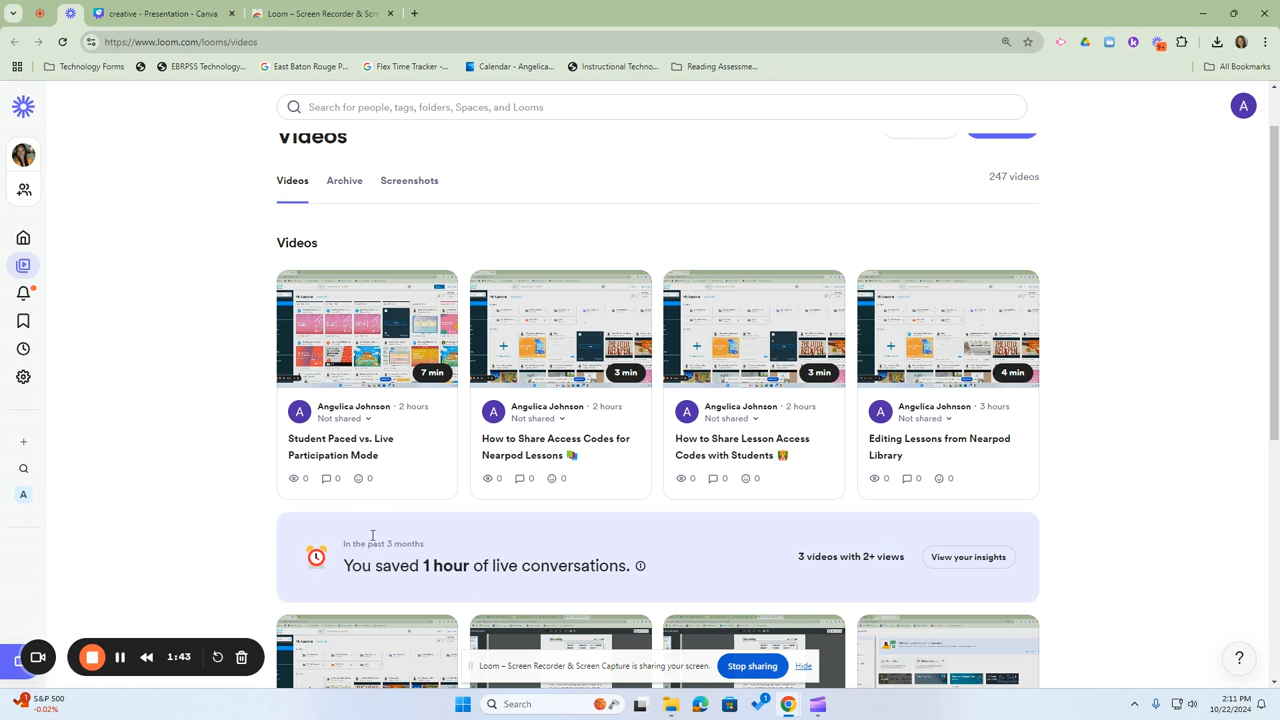 creative - Presentation - Canva
Loom – Screen Recorder & Scre
https://www.loom.com/looms/videos
9+
Technology Forms
EBRPSS Technology...
East Baton Rouge P...
Flex Time Tracker -...
Calendar - Angelica...
Instructional Techno...
Reading Assessme...
All Bookmarks
Search for people, tags, folders, Spaces, and Looms
A
Videos
Videos
Archive
Screenshots
247 videos
Videos
7 min
3 min
3 min
4 min
A Angelica Johnson · 2 hours
Not shared
Student Paced vs. Live
Participation Mode
0 0 0
A Angelica Johnson · 2 hours
Not shared
How to Share Access Codes for
Nearpod Lessons 📚
0 0 0
A Angelica Johnson · 2 hours
Not shared
How to Share Lesson Access
Codes with Students 👩‍🏫
0 0 0
A Angelica Johnson · 3 hours
Not shared
Editing Lessons from Nearpod
Library
0 0 0
A
In the past 3 months
You saved 1 hour of live conversations.
3 videos with 2+ views
View your insights
1:43
Loom – Screen Recorder & Screen Capture is sharing your screen.
Stop sharing
Hide
?
1
S&P 500
-0.02%
Search
1
2:11 PM
10/22/2024